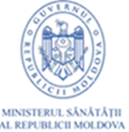 GUVERNUL
REPUBLICII MOLDOVA
MINISTERUL SĂNĂTĂȚII
AL REPUBLICII MOLDOVA